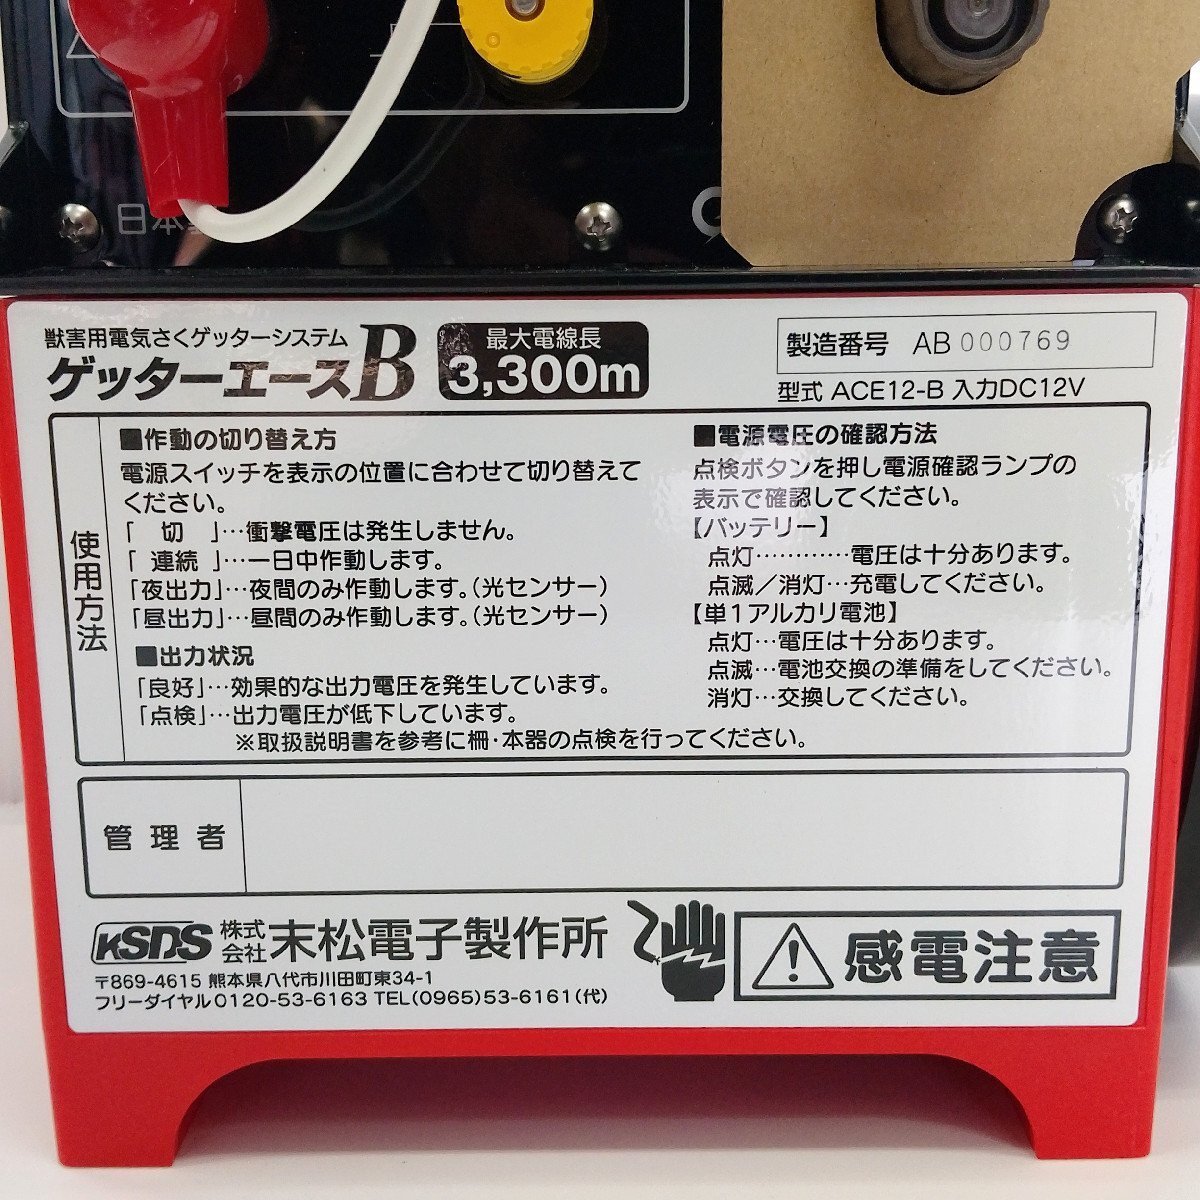 日本
獣害用電気さくゲッターシステム
ゲッターエースB
最大電線長
3,300m
製造番号 AB000769
型式 ACE12-B 入力DC12V
使用方法
■作動の切り替え方
電源スイッチを表示の位置に合わせて切り替えて
ください。
「 切 」…衝撃電圧は発生しません。
「 連続 」…一日中作動します。
「夜出力」…夜間のみ作動します。(光センサー)
「昼出力」…昼間のみ作動します。(光センサー)
■出力状況
「良好」…効果的な出力電圧を発生しています。
「点検」…出力電圧が低下しています。
※取扱説明書を参考に柵・本器の点検を行ってください。
■電源電圧の確認方法
点検ボタンを押し電源確認ランプの
表示で確認してください。
【バッテリー】
点灯…………電圧は十分あります。
点滅／消灯…充電してください。
【単1アルカリ電池】
点灯…電圧は十分あります。
点滅…電池交換の準備をしてください。
消灯…交換してください。
管理者
KSDS 株式会社 末松電子製作所
〒869-4615 熊本県八代市川田町東34-1
フリーダイヤル0120-53-6163 TEL(0965)53-6161(代)
感電注意